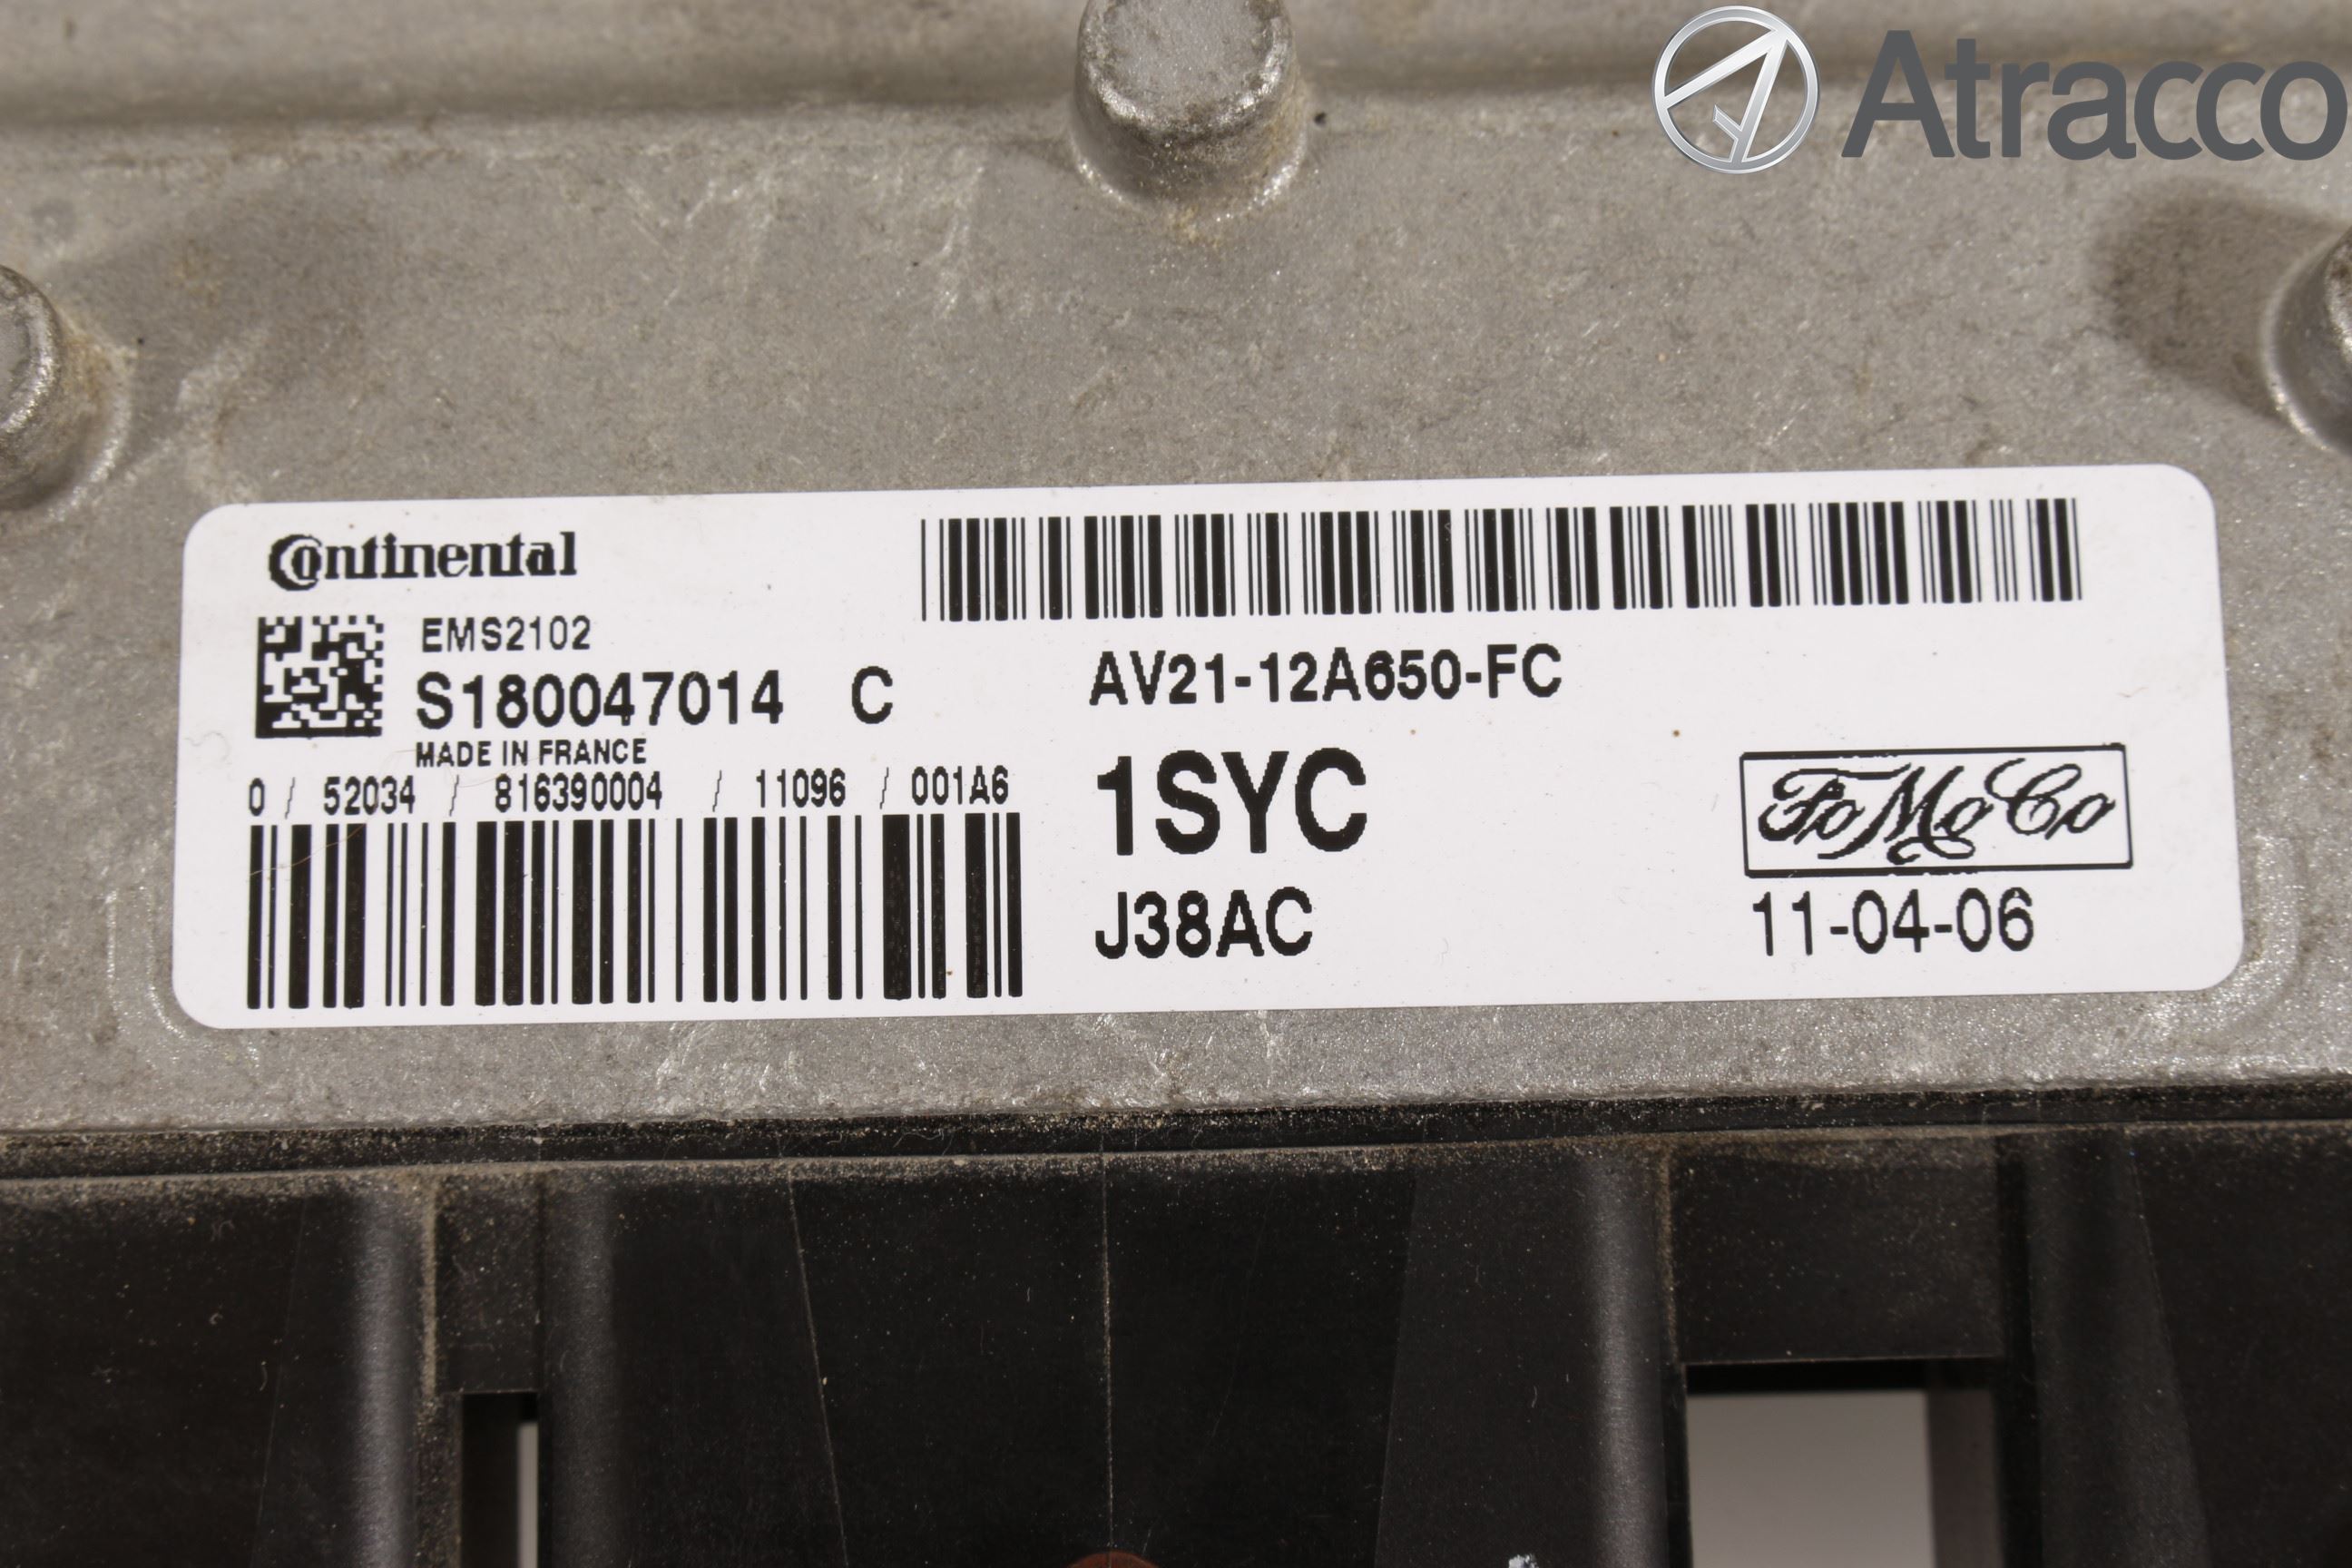 Atracco
Continental
EMS2102
S180047014 C
MADE IN FRANCE
0 / 52034 / 816390004 / 11096 / 001A6
AV21-12A650-FC
1SYC
J38AC
FoMoCo
11-04-06